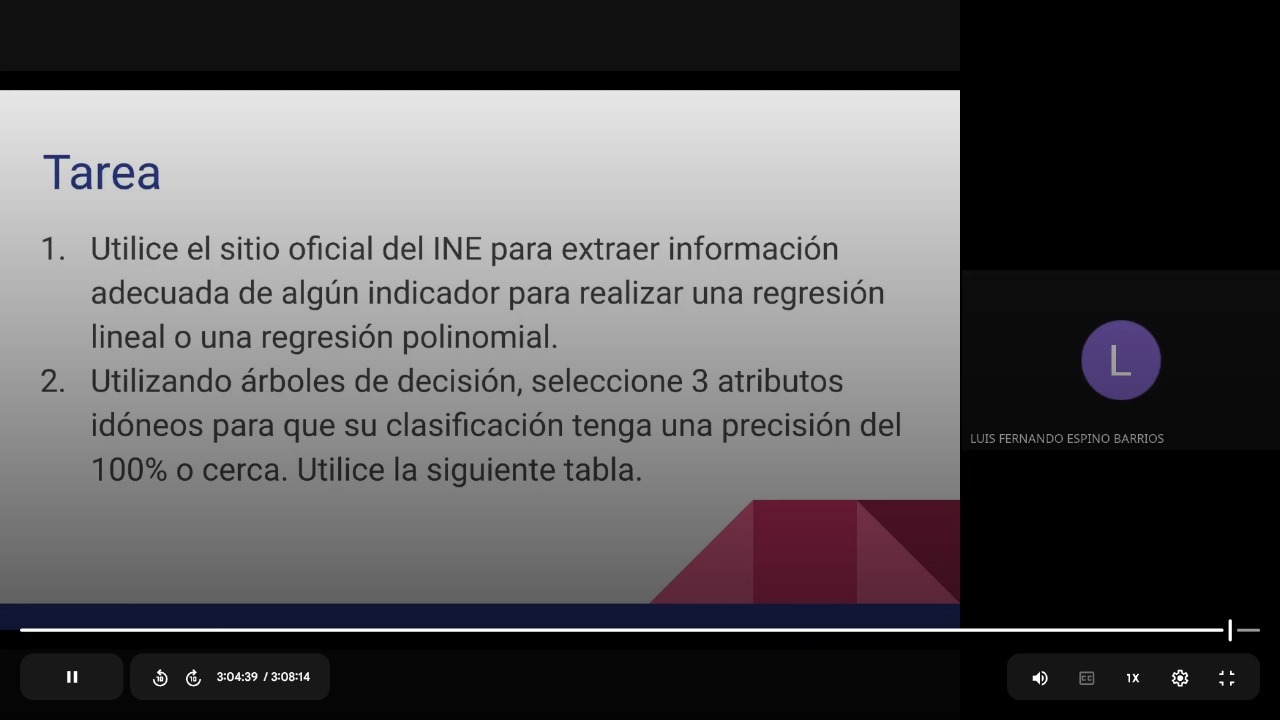 Tarea
1. Utilice el sitio oficial del INE para extraer información
adecuada de algún indicador para realizar una regresión
lineal o una regresión polinomial.
2. Utilizando árboles de decisión, seleccione 3 atributos
idóneos para que su clasificación tenga una precisión del
100% o cerca. Utilice la siguiente tabla.
L
LUIS FERNANDO ESPINO BARRIOS
10 10 3:04:39 / 3:08:14 CC 1X